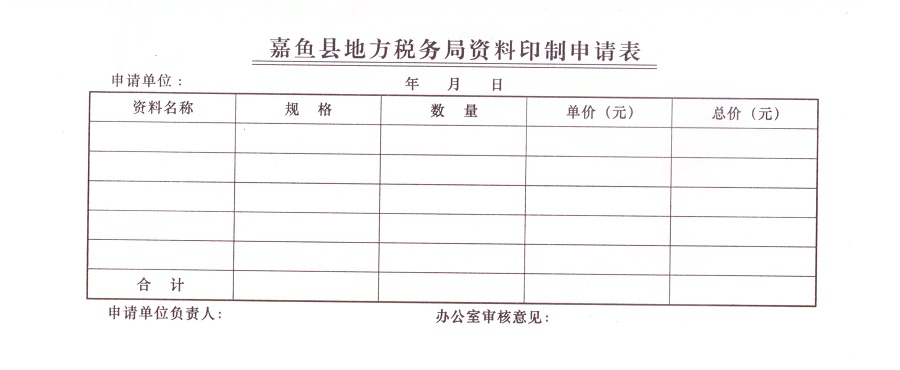 嘉鱼县地方税务局资料印制申请表
申请单位： 年 月 日
资料名称 规 格 数 量 单价（元） 总价（元）
合 计
申请单位负责人： 办公室审核意见：